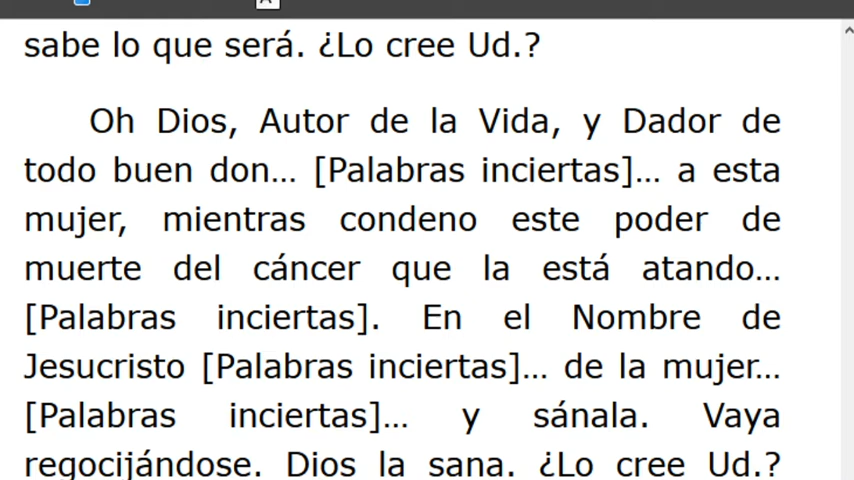 sabe lo que será. ¿Lo cree Ud.?
Oh Dios, Autor de la Vida, y Dador de
todo buen don... [Palabras inciertas]... a esta
mujer, mientras condeno este poder de
muerte del cáncer que la está atando...
[Palabras inciertas]. En el Nombre de
Jesucristo [Palabras inciertas]... de la mujer...
[Palabras inciertas]... y sánala. Vaya
regocijándose. Dios la sana. ¿Lo cree Ud.?